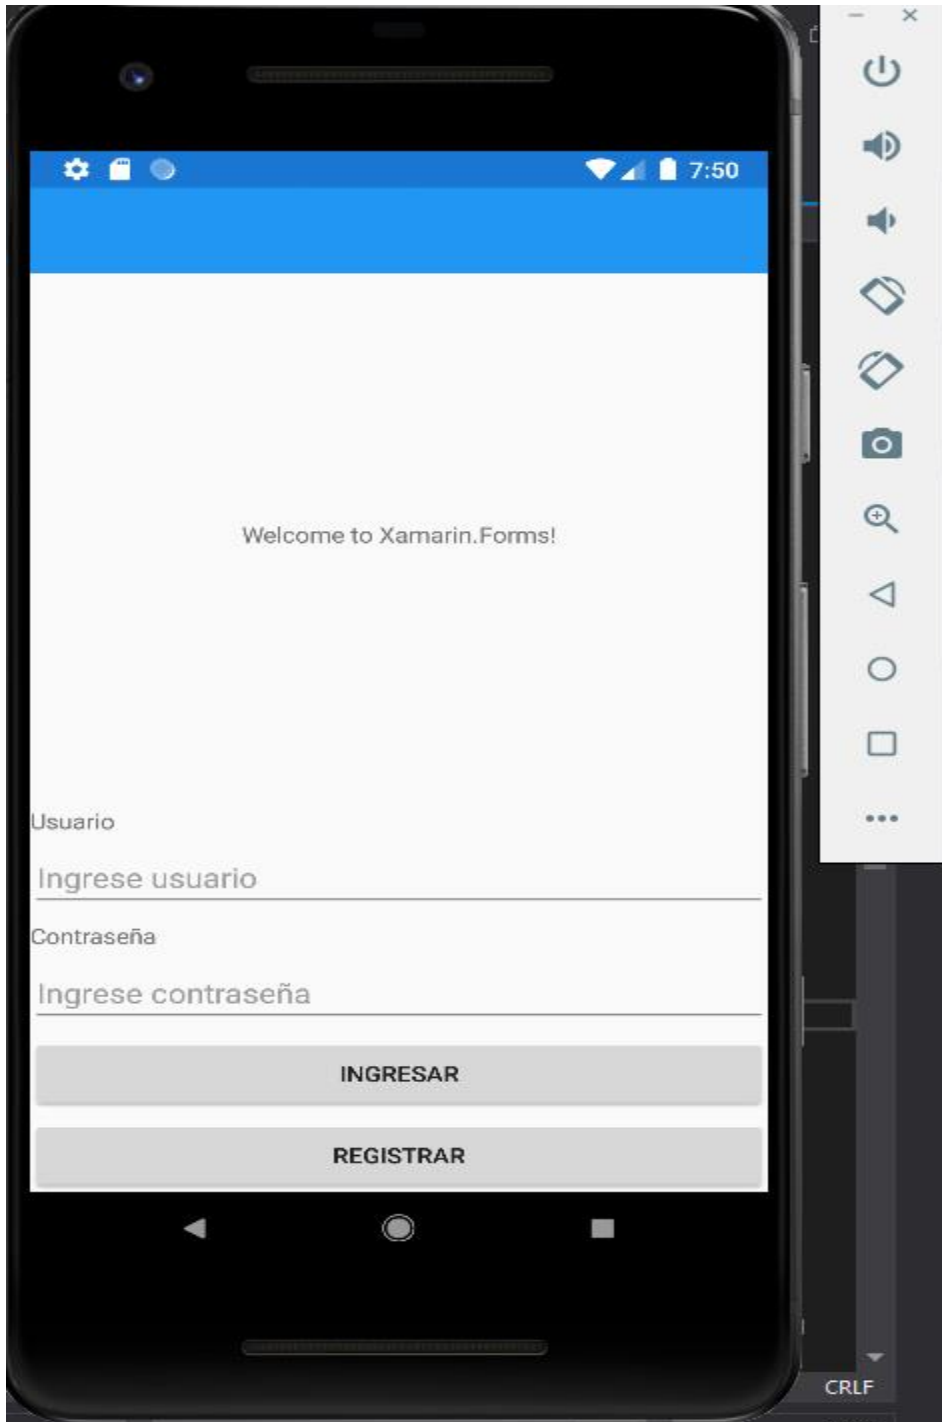 7:50
Welcome to Xamarin.Forms!
Usuario
Ingrese usuario
Contraseña
Ingrese contraseña
INGRESAR
REGISTRAR
CRLF